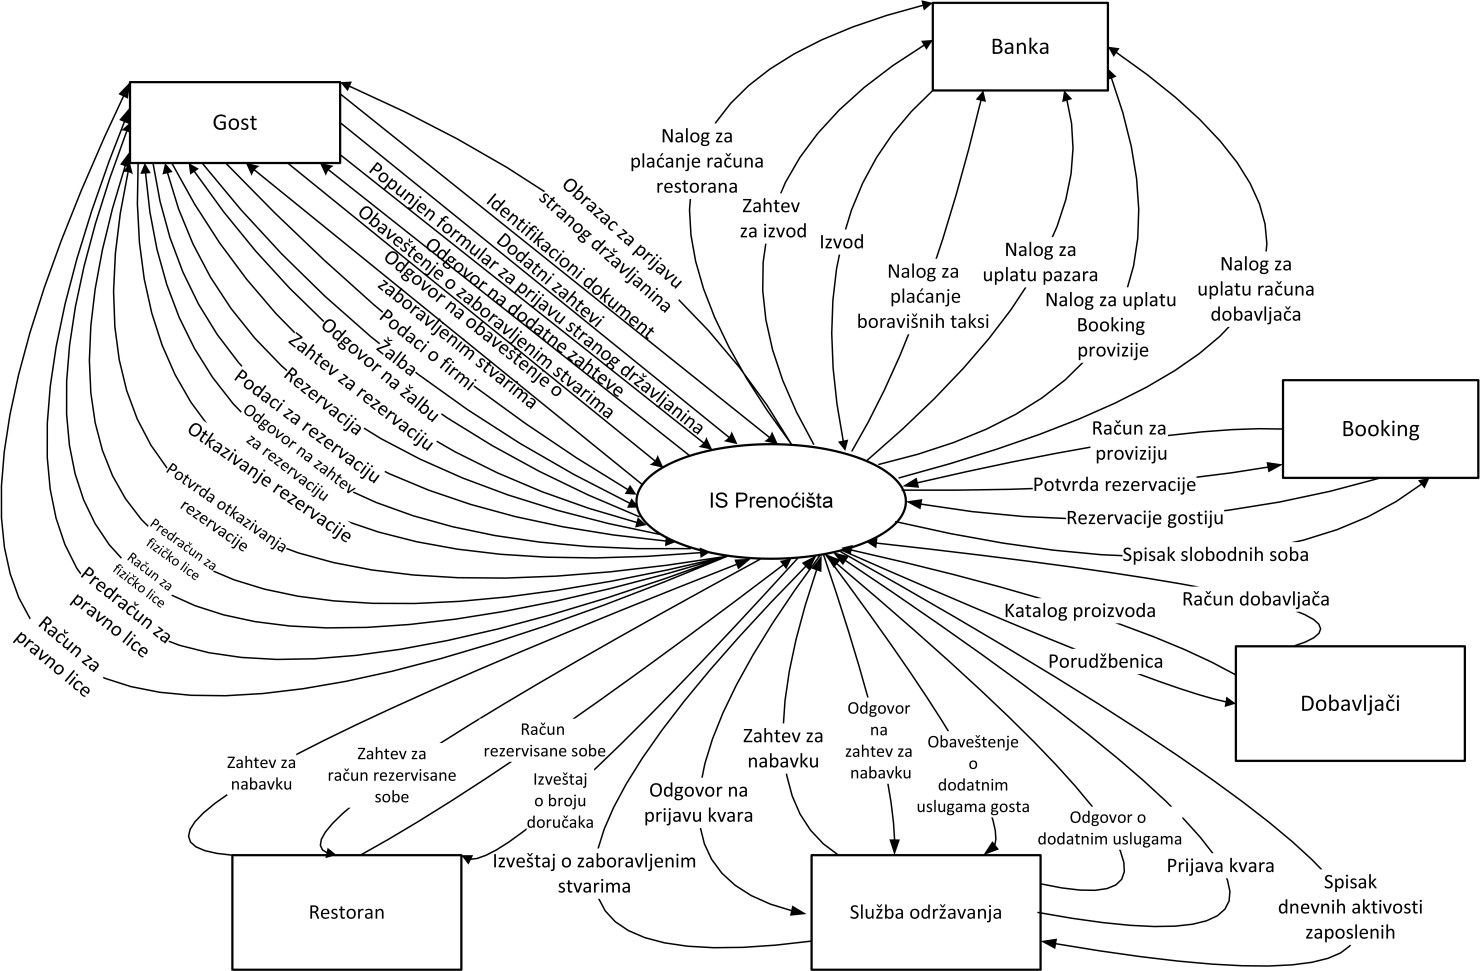 Banka
Gost
Nalog za
plaćanje računa
restorana
Zahtev
za izvod
Izvod
Nalog za
plaćanje
boravišnih taksi
Nalog za
uplatu pazara
Nalog za uplatu
Booking
provizije
Nalog za
uplatu računa
dobavljača
Obrazac za prijavu
stranog državljanina
Identifikacioni dokument
Dodatni zahtevi
Popunjen formular za prijavu stranog državljanina
Odgovor na dodatne zahteve
Obaveštenje o zaboravljenim stvarima
Odgovor na obaveštenje o
zaboravljenim stvarima
Podaci o firmi
Žalba
Odgovor na žalbu
Zahtev za rezervaciju
Rezervacija
Podaci za rezervaciju
Odgovor na zahtev
za rezervaciju
Otkazivanje rezervacije
Potvrda otkazivanja
rezervacije
Predračun za
fizičko lice
Račun za
fizičko lice
Predračun za
pravno lice
Račun za
pravno lice
IS Prenoćišta
Booking
Račun za
proviziju
Potvrda rezervacije
Rezervacije gostiju
Spisak slobodnih soba
Račun dobavljača
Katalog proizvoda
Porudžbenica
Dobavljači
Zahtev za
nabavku
Zahtev za
račun rezervisane
sobe
Račun
rezervisane sobe
Izveštaj
o broju
doručaka
Izveštaj o zaboravljenim
stvarima
Odgovor na
prijavu kvara
Zahtev za
nabavku
Odgovor
na
zahtev za
nabavku
Obaveštenje
o
dodatnim
uslugama gosta
Odgovor o
dodatnim uslugama
Prijava kvara
Spisak
dnevnih aktivosti
zaposlenih
Restoran
Služba održavanja